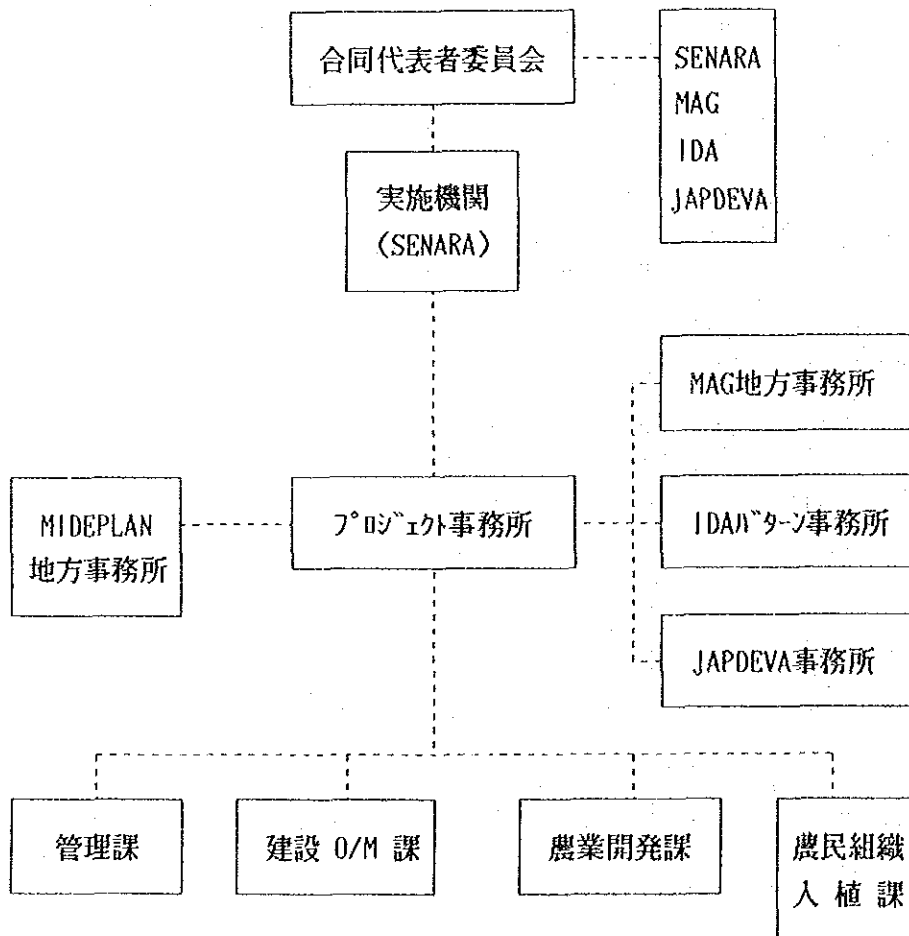 合同代表者委員会
SENARA
MAG
IDA
JAPDEVA
実施機関
(SENARA)
MAG地方事務所
MIDEPLAN
地方事務所
プロジェクト事務所
IDAバターン事務所
JAPDEVA事務所
管理課
建設 O/M 課
農業開発課
農民組織
入 植 課